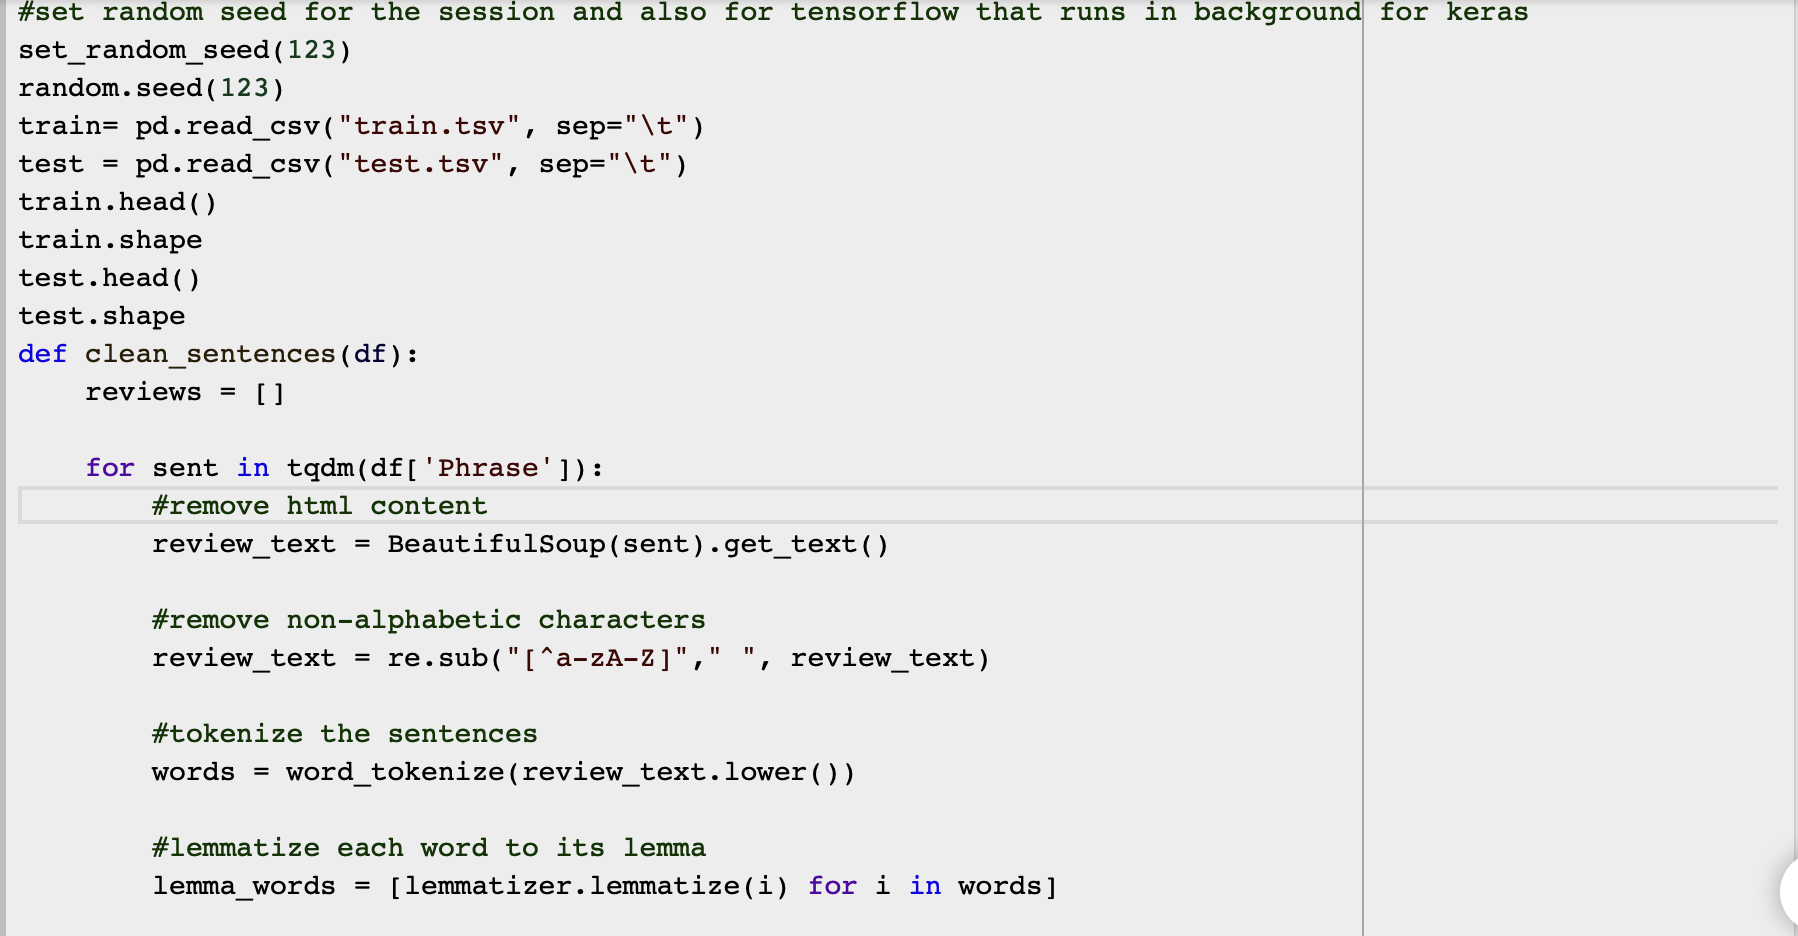 #set random seed for the session and also for tensorflow that runs in background for keras
set_random_seed(123)
random.seed(123)
train= pd.read_csv("train.tsv", sep="\t")
test = pd.read_csv("test.tsv", sep="\t")
train.head()
train.shape
test.head()
test.shape
def clean_sentences(df):
    reviews = []

    for sent in tqdm(df['Phrase']):
        #remove html content
        review_text = BeautifulSoup(sent).get_text()

        #remove non-alphabetic characters
        review_text = re.sub("[^a-zA-Z]"," ", review_text)

        #tokenize the sentences
        words = word_tokenize(review_text.lower())

        #lemmatize each word to its lemma
        lemma_words = [lemmatizer.lemmatize(i) for i in words]